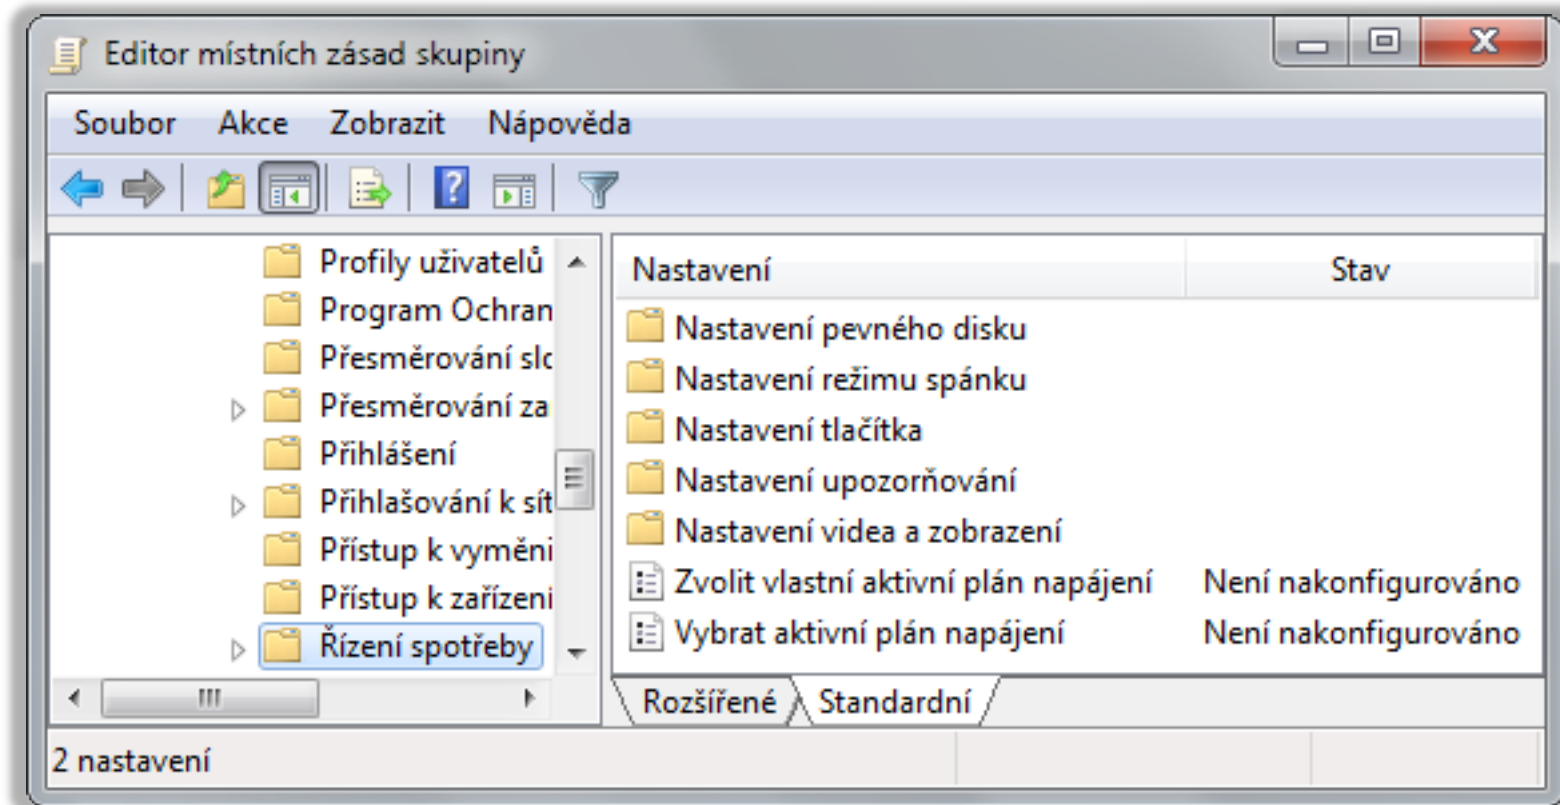 Editor místních zásad skupiny
Soubor Akce Zobrazit Nápověda
Profily uživatelů
Program Ochran
Přesměrování slo
Přesměrování za
Přihlášení
Přihlašování k sít
Přístup k vyměni
Přístup k zařízení
Řízení spotřeby
Nastavení Stav
Nastavení pevného disku
Nastavení režimu spánku
Nastavení tlačítka
Nastavení upozorňování
Nastavení videa a zobrazení
Zvolit vlastní aktivní plán napájení Není nakonfigurováno
Vybrat aktivní plán napájení Není nakonfigurováno
Rozšířené Standardní
2 nastavení